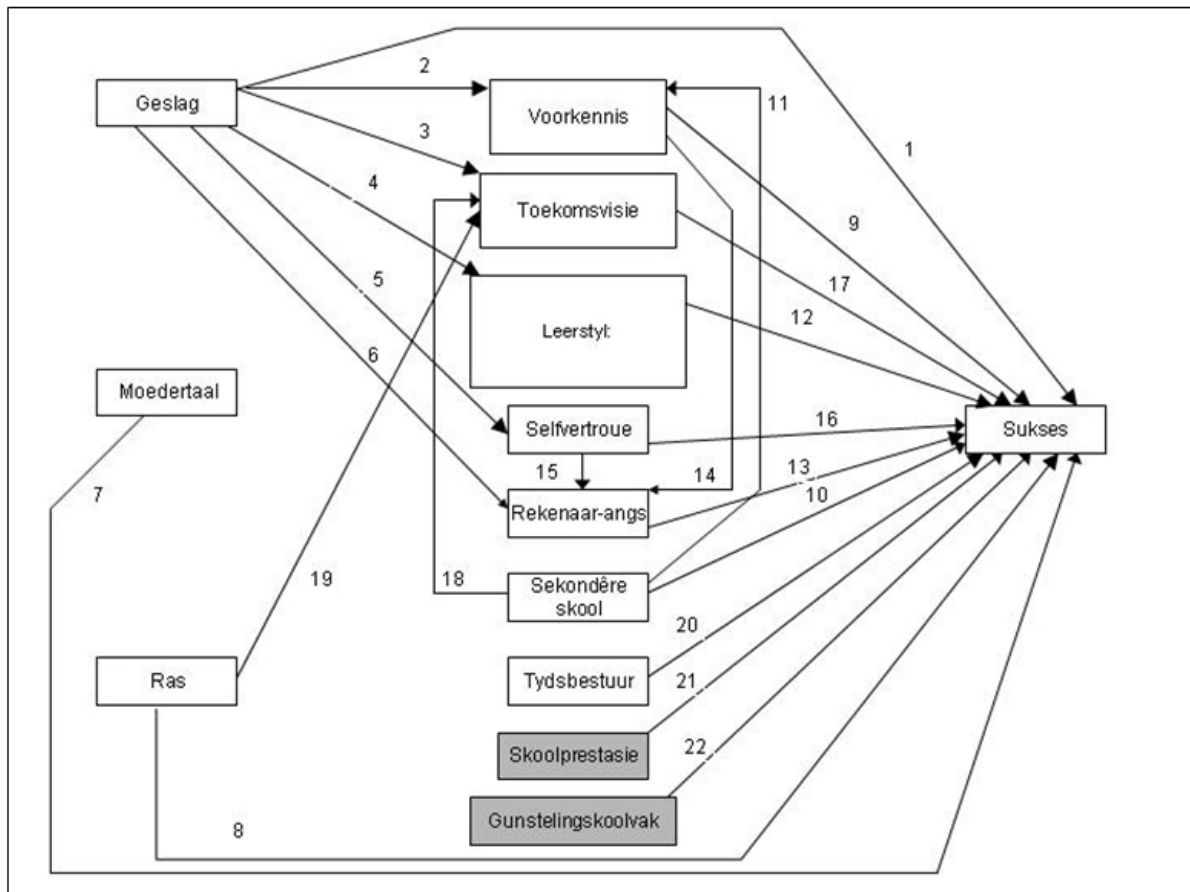 2
11
Geslag
Voorkennis
3
1
4
Toekomsvisie
9
5
17
Leerstyl:
12
6
Moedertaal
Selfvertroue
16
Sukses
7
15
14
13
Rekenaar-angs
10
19
18
Sekondêre
skool
20
Ras
Tydsbestuur
21
Skoolprestasie
22
Gunstelingskoolvak
8